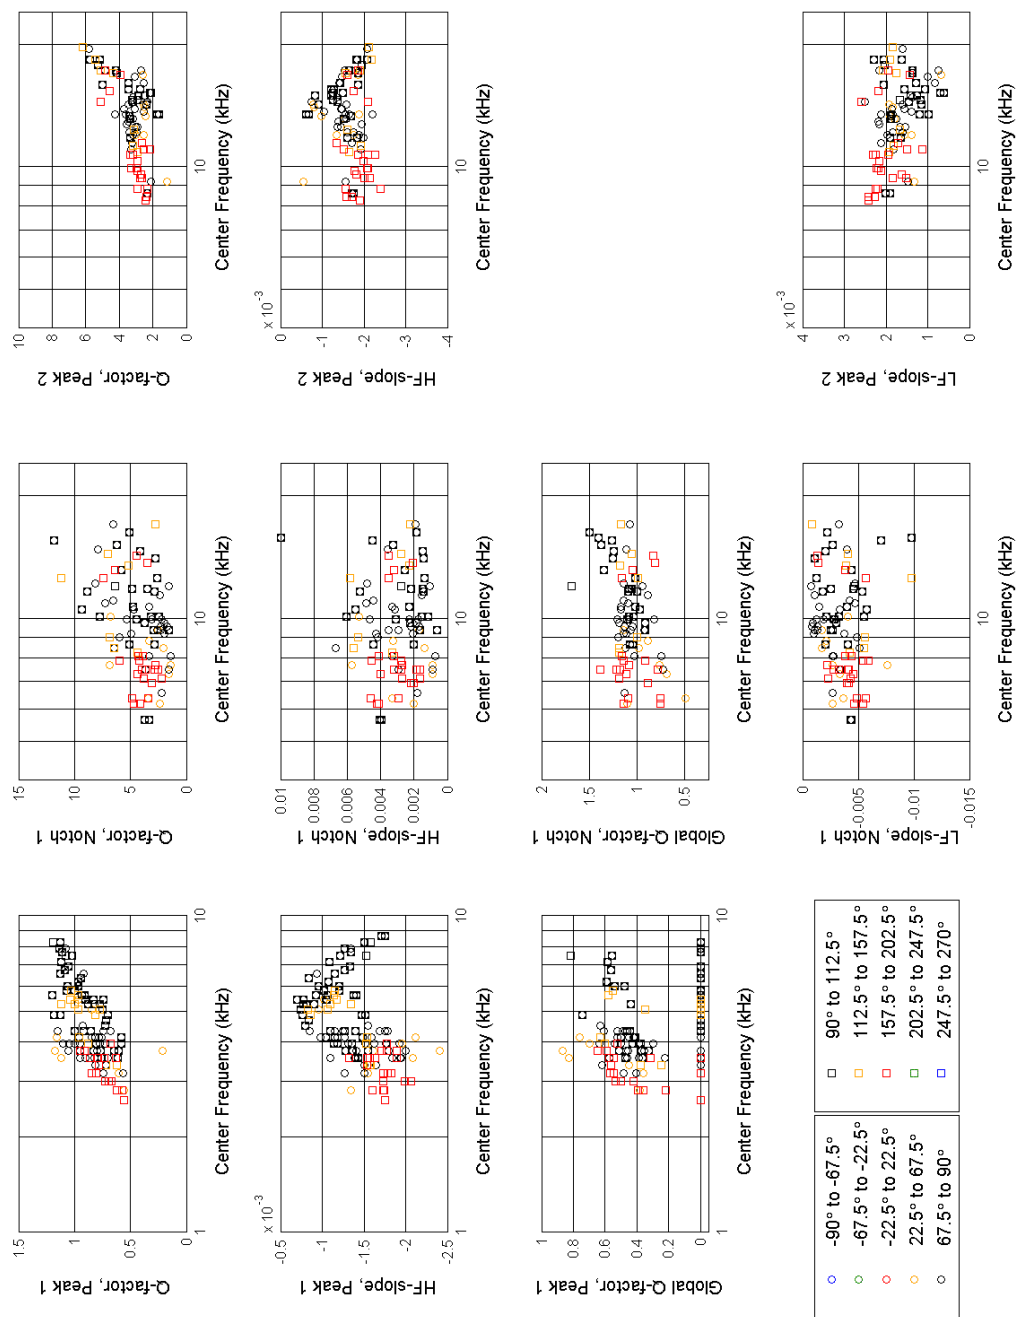 10
8
6
4
2
0
Q-factor, Peak 2
10
Center Frequency (kHz)
x 10⁻³
0
-1
-2
-3
-4
HF-slope, Peak 2
10
Center Frequency (kHz)
x 10⁻³
4
3
2
1
0
LF-slope, Peak 2
10
Center Frequency (kHz)
15
10
5
0
Q-factor, Notch 1
10
Center Frequency (kHz)
0.01
0.008
0.006
0.004
0.002
0
HF-slope, Notch 1
10
Center Frequency (kHz)
2
1.5
1
0.5
Global Q-factor, Notch 1
10
Center Frequency (kHz)
0
-0.005
-0.01
-0.015
LF-slope, Notch 1
10
Center Frequency (kHz)
1.5
1
0.5
0
Q-factor, Peak 1
1
10
Center Frequency (kHz)
x 10⁻³
-0.5
-1
-1.5
-2
-2.5
HF-slope, Peak 1
1
10
Center Frequency (kHz)
1
0.8
0.6
0.4
0.2
0
Global Q-factor, Peak 1
1
10
Center Frequency (kHz)
-90° to -67.5°
-67.5° to -22.5°
-22.5° to 22.5°
22.5° to 67.5°
67.5° to 90°
90° to 112.5°
112.5° to 157.5°
157.5° to 202.5°
202.5° to 247.5°
247.5° to 270°